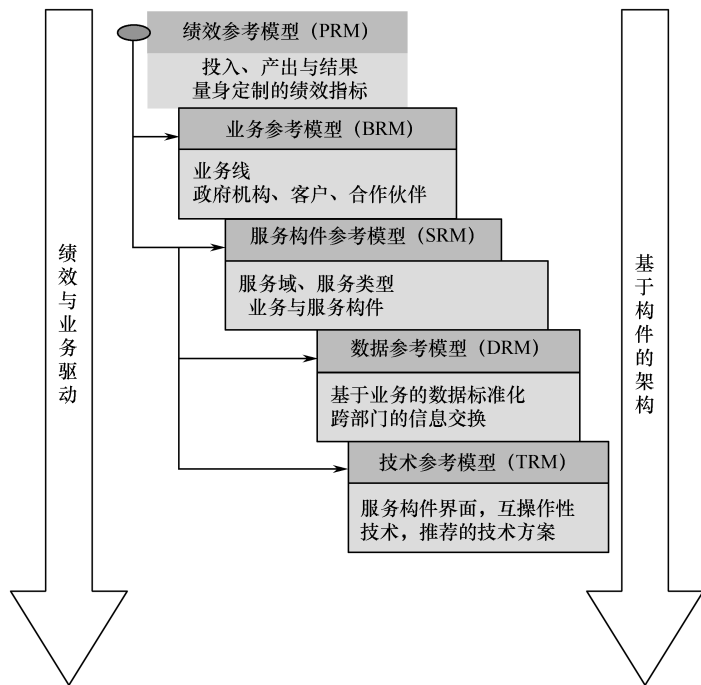 绩效参考模型（PRM）
投入、产出与结果
量身定制的绩效指标
业务参考模型（BRM）
业务线
政府机构、客户、合作伙伴
服务构件参考模型（SRM）
服务域、服务类型
业务与服务构件
数据参考模型（DRM）
基于业务的数据标准化
跨部门的信息交换
技术参考模型（TRM）
服务构件界面，互操作性
技术，推荐的技术方案
绩效与业务驱动
基于构件的架构